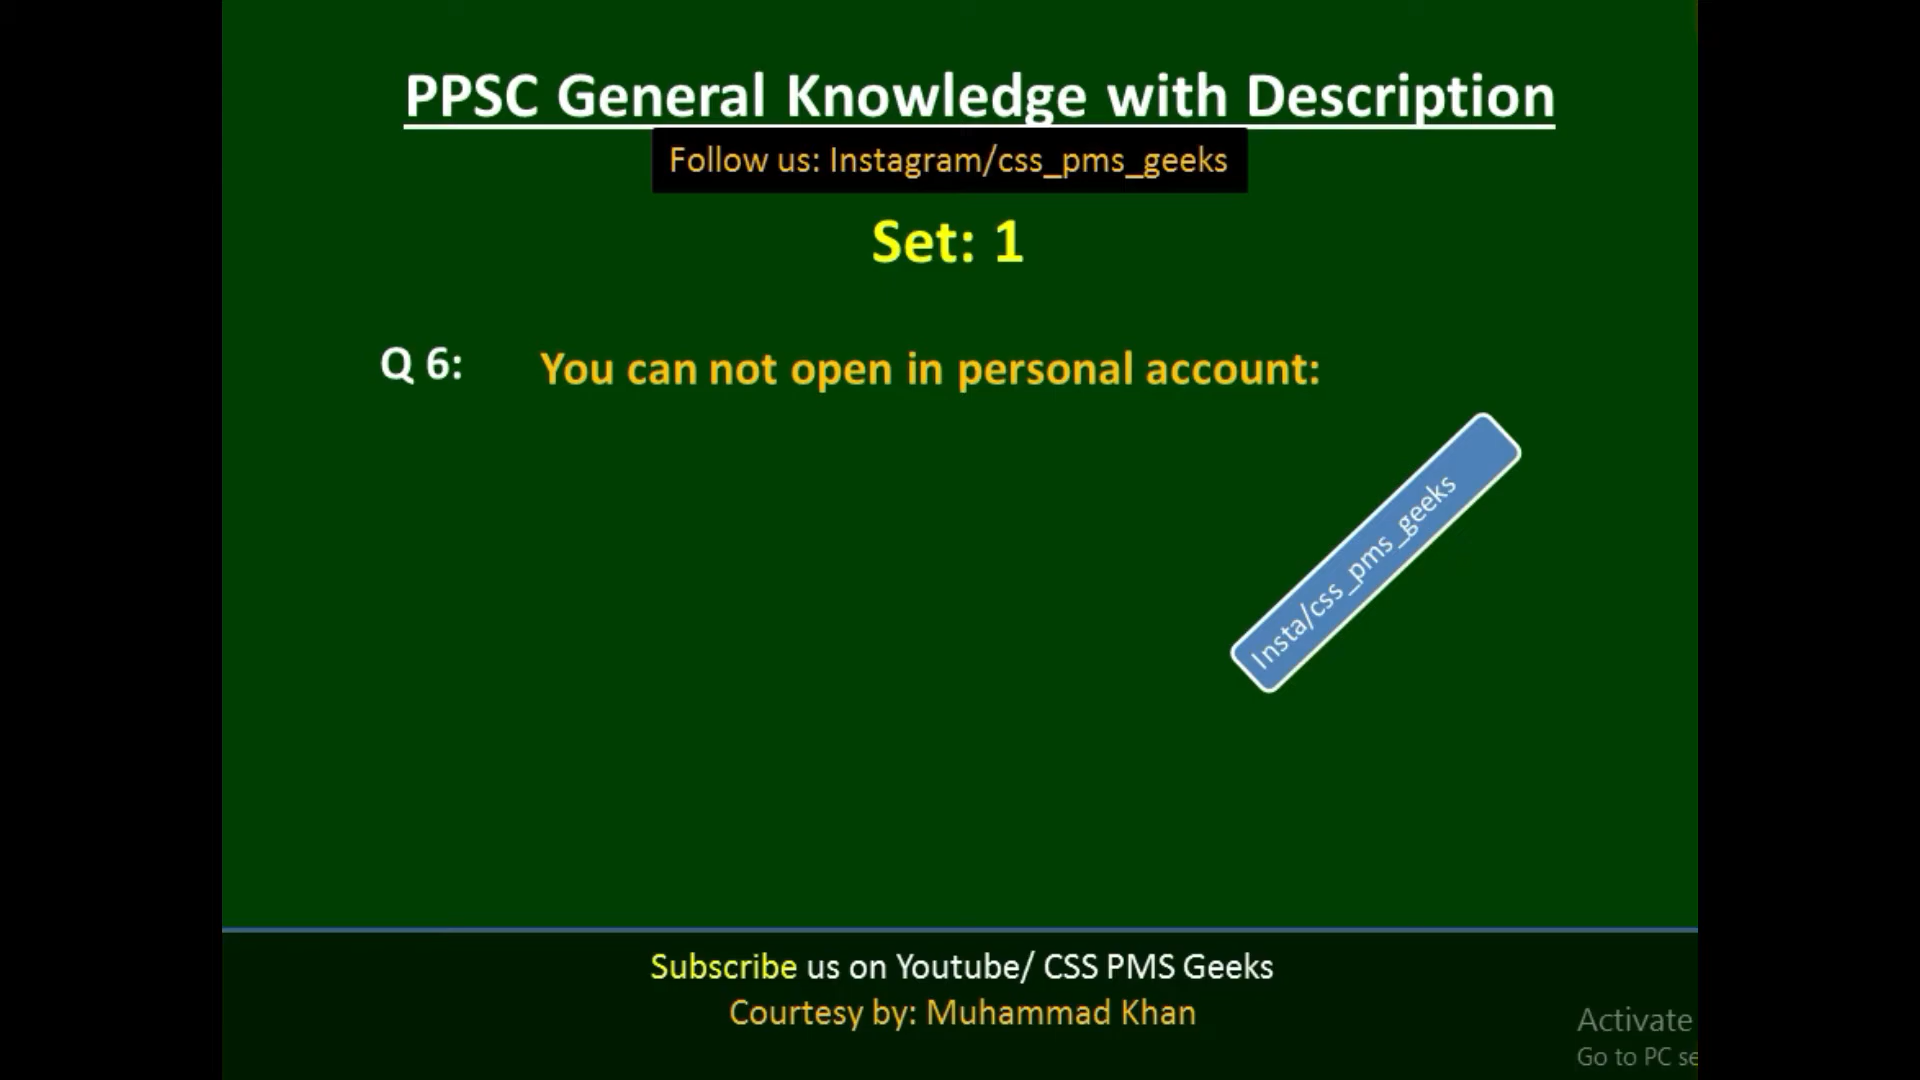 PPSC General Knowledge with Description
Follow us: Instagram/css_pms_geeks
Set: 1
Q 6: You can not open in personal account:
Insta/css_pms_geeks
Subscribe us on Youtube/ CSS PMS Geeks
Courtesy by: Muhammad Khan
Activate
Go to PC se